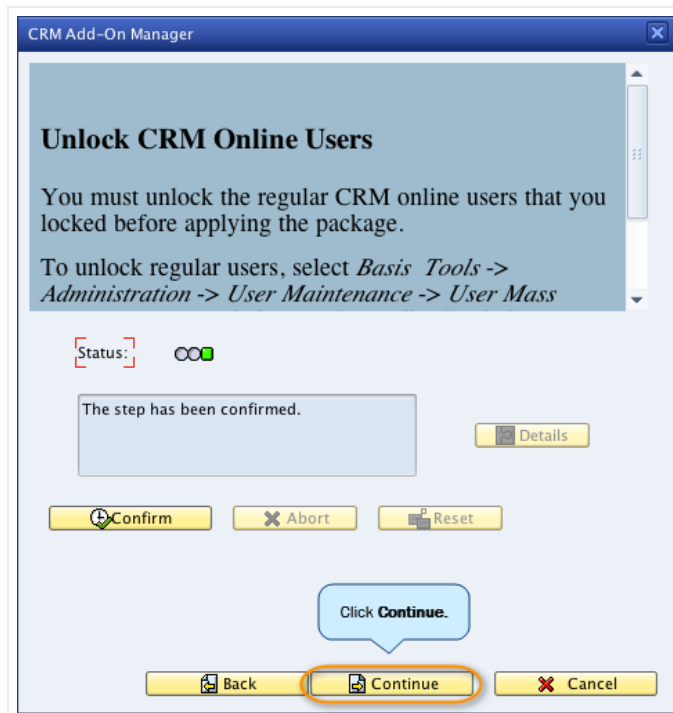 CRM Add-On Manager
Unlock CRM Online Users
You must unlock the regular CRM online users that you
locked before applying the package.
To unlock regular users, select Basis Tools ->
Administration -> User Maintenance -> User Mass
Status:
The step has been confirmed.
Details
Confirm
Abort
Reset
Click Continue.
Back
Continue
Cancel